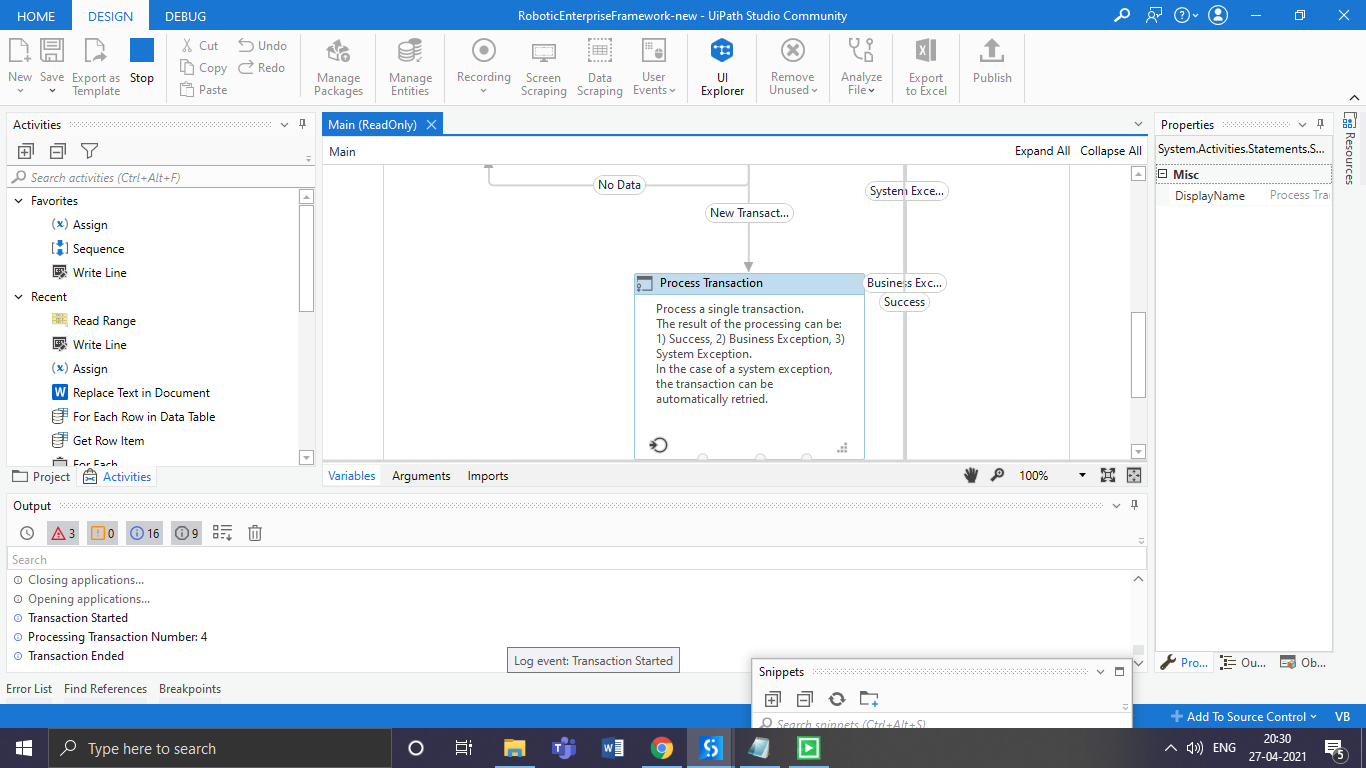 HOME DESIGN DEBUG
RoboticEnterpriseFramework-new - UiPath Studio Community
New
Save
Export as
Template
Stop
Cut
Copy
Paste
Undo
Redo
Manage
Packages
Manage
Entities
Recording
Screen
Scraping
Data
Scraping
User
Events
UI
Explorer
Remove
Unused
Analyze
File
Export
to Excel
Publish
Activities
Search activities (Ctrl+Alt+F)
Favorites
Assign
Sequence
Write Line
Recent
Read Range
Write Line
Assign
Replace Text in Document
For Each Row in Data Table
Get Row Item
For Each
Project Activities
Main (ReadOnly)
Main
Expand All Collapse All
No Data
New Transact...
System Exce...
Process Transaction
Process a single transaction.
The result of the processing can be:
1) Success, 2) Business Exception, 3)
System Exception.
In the case of a system exception,
the transaction can be
automatically retried.
Business Exc...
Success
Variables Arguments Imports
100%
Properties
System.Activities.Statements.S...
Misc
DisplayName Process Tra
Resources
Pro... Ou... Ob...
Output
3 0 16 9
Search
Closing applications...
Opening applications...
Transaction Started
Processing Transaction Number: 4
Transaction Ended
Log event: Transaction Started
Error List Find References Breakpoints
Snippets
Search snippets (Ctrl+Alt+S)
Add To Source Control VB
Type here to search
ENG
20:30
27-04-2021
5